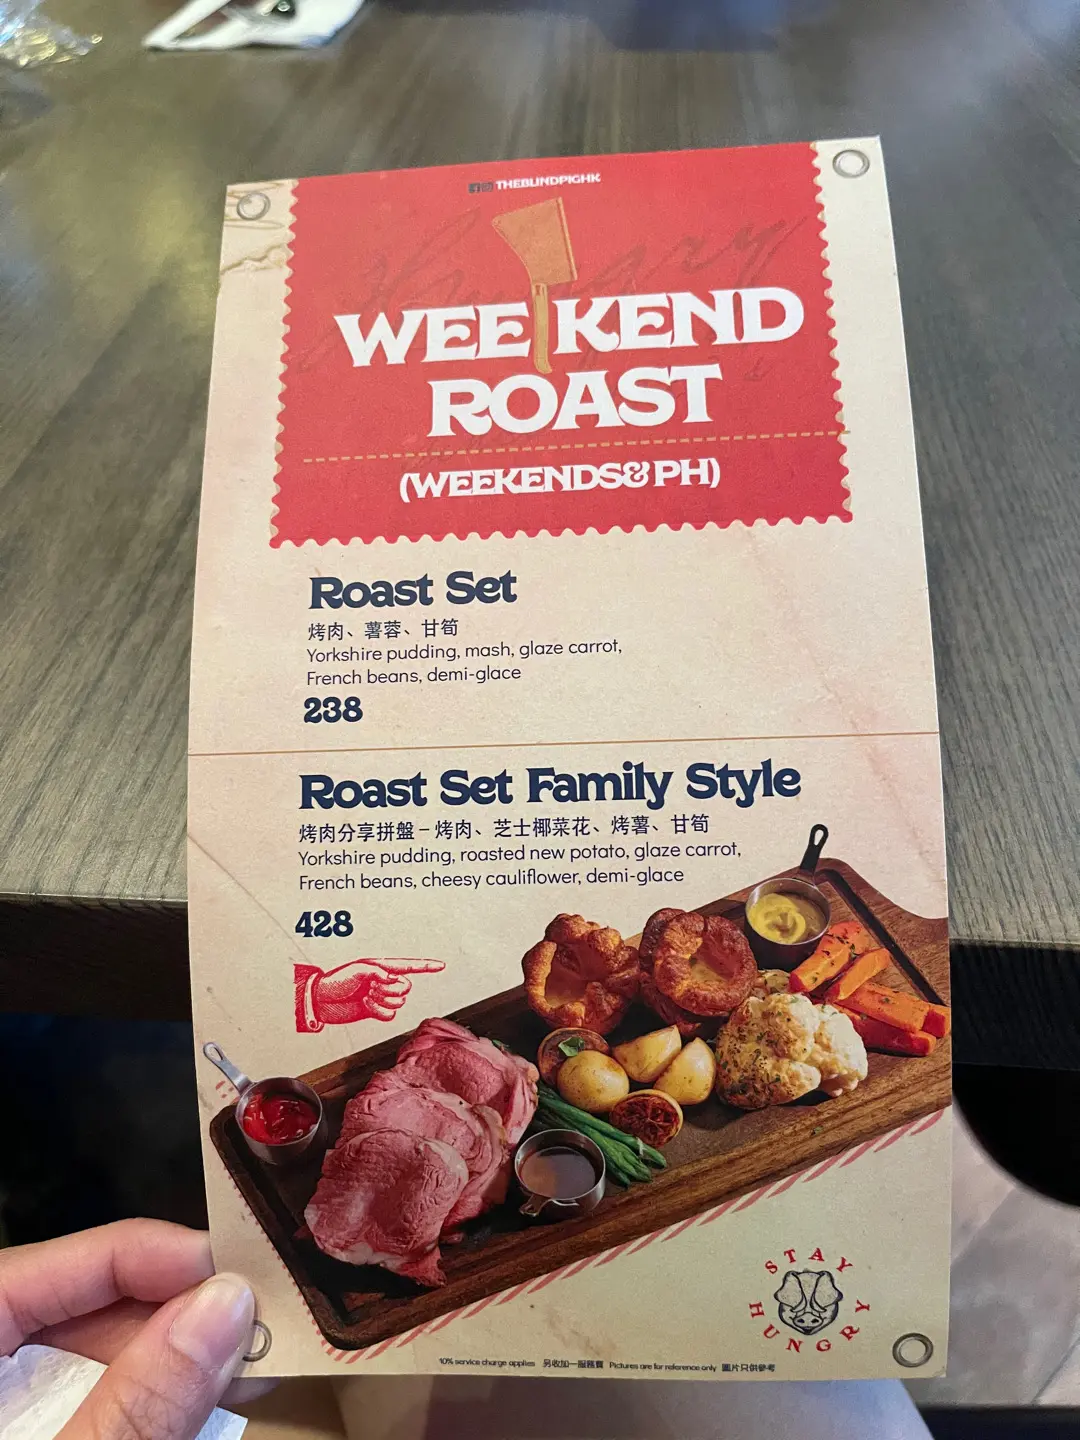 THEBLINDPIGHK
WEEKEND
ROAST
(WEEKENDS&PH)
Roast Set
烤肉、薯蓉、甘筍
Yorkshire pudding, mash, glaze carrot,
French beans, demi-glace
238
Roast Set Family Style
烤肉分享拼盤－烤肉、芝士椰菜花、烤薯、甘筍
Yorkshire pudding, roasted new potato, glaze carrot,
French beans, cheesy cauliflower, demi-glace
428
STAY
HUNGRY
10% service charge applies 另收加一服務費 Pictures are for reference only 圖片只供參考